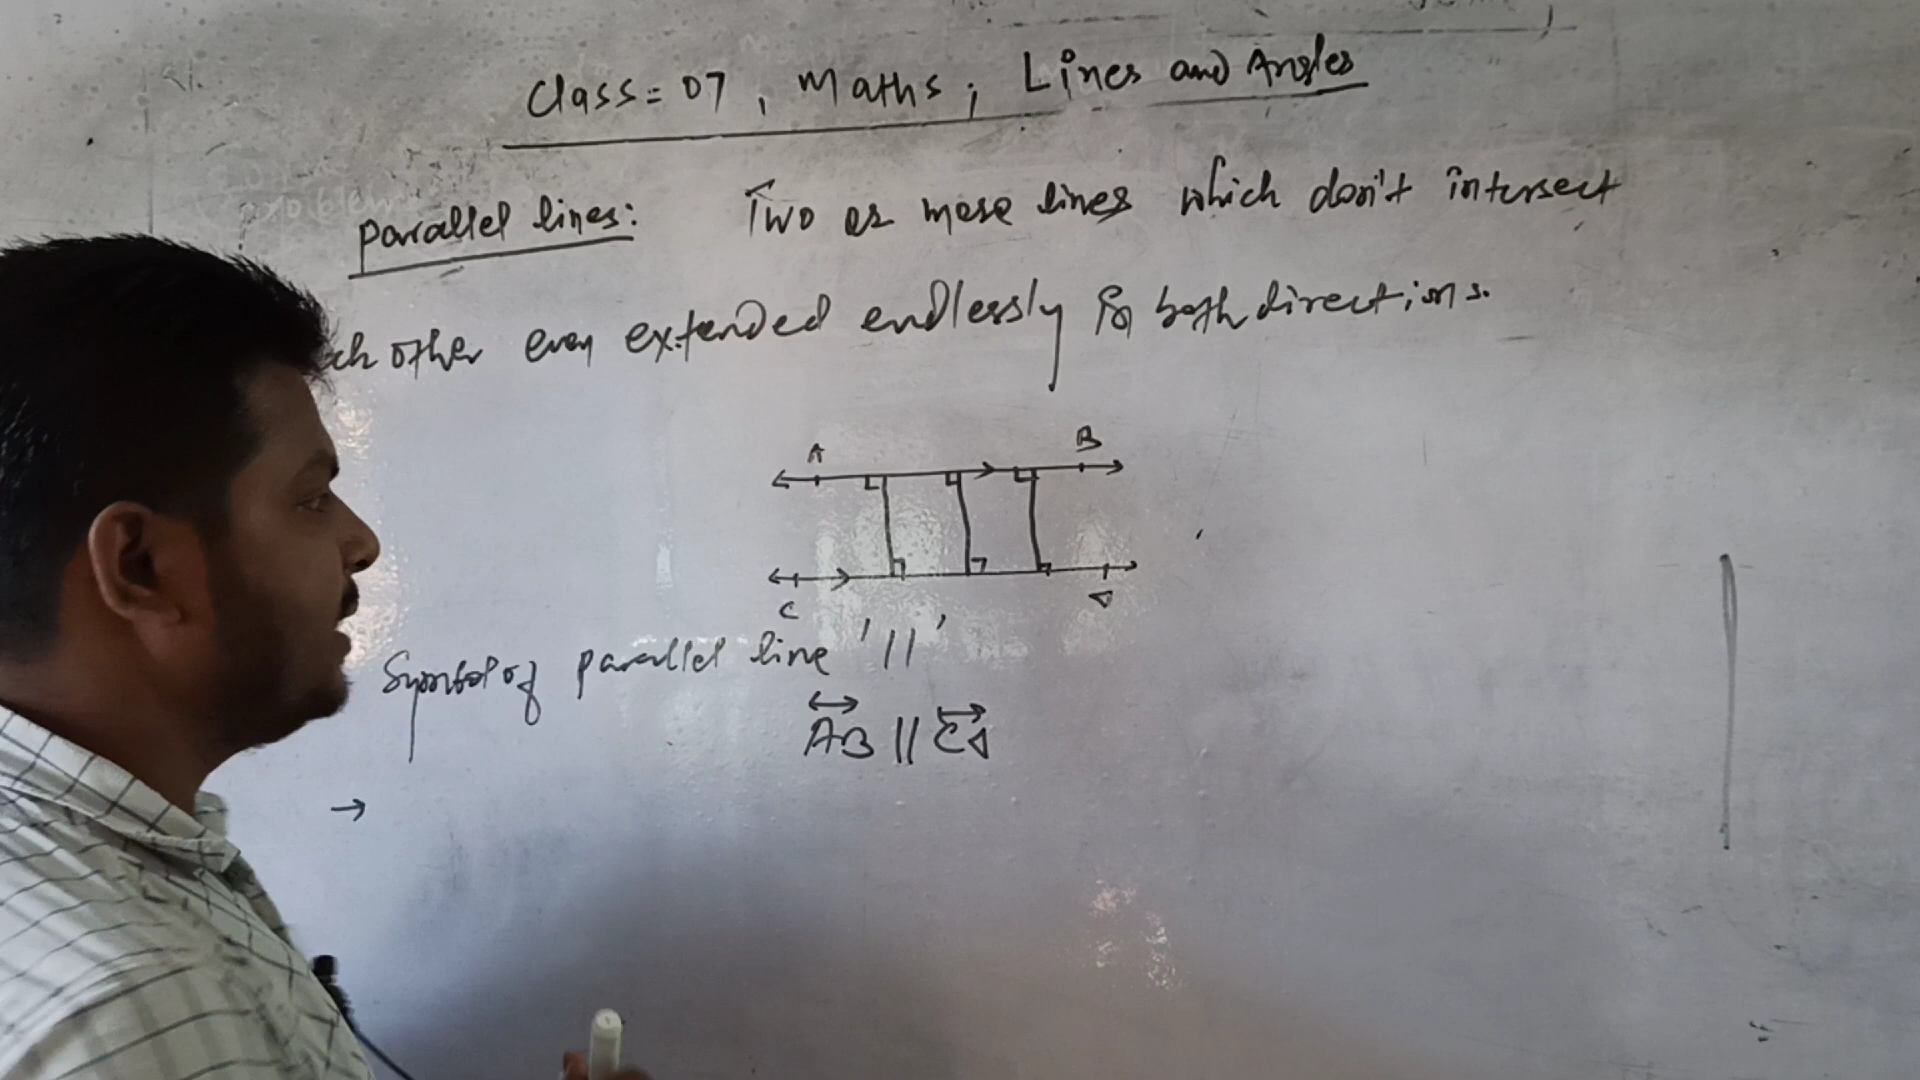 Class = 07, Maths; Lines and Angles
Parallel lines: Two or more lines which don't intersect
ch other even extended endlessly in both directions.
A B
C D
Symbol of parallel line '||'
AB || CD
→